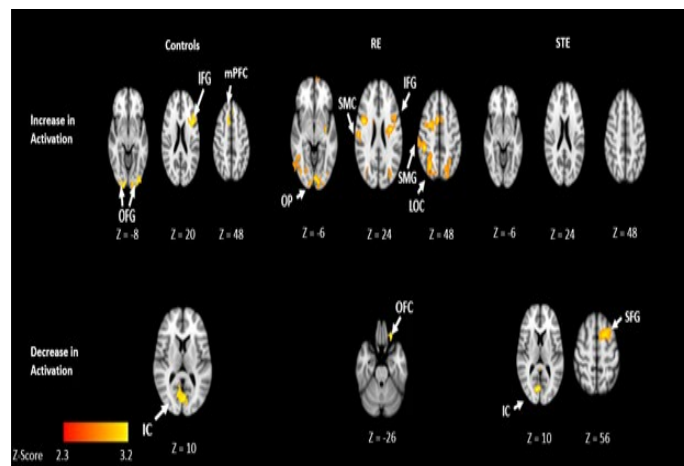 Controls
RE
STE
Increase in
Activation
IFG
mPFC
OFG
Z = -8
Z = 20
Z = 48
SMC
IFG
SMG
OP
LOC
Z = -6
Z = 24
Z = 48
Z = -6
Z = 24
Z = 48
Decrease in
Activation
IC
Z = 10
OFC
Z = -26
SFG
IC
Z = 10
Z = 56
Z-Score 2.3 3.2